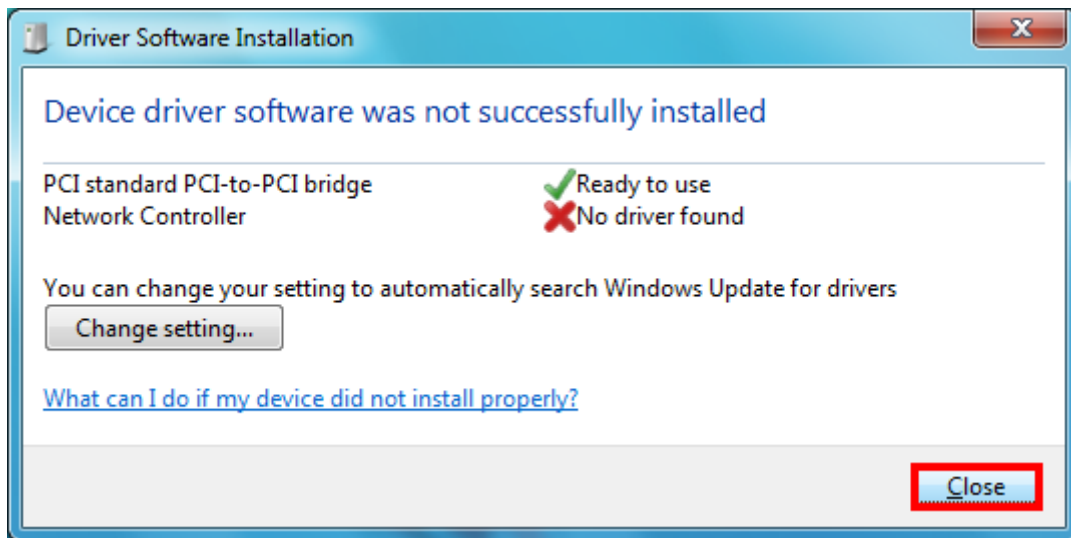 Driver Software Installation
Device driver software was not successfully installed
PCI standard PCI-to-PCI bridge Ready to use
Network Controller No driver found
You can change your setting to automatically search Windows Update for drivers
Change setting...
What can I do if my device did not install properly?
Close